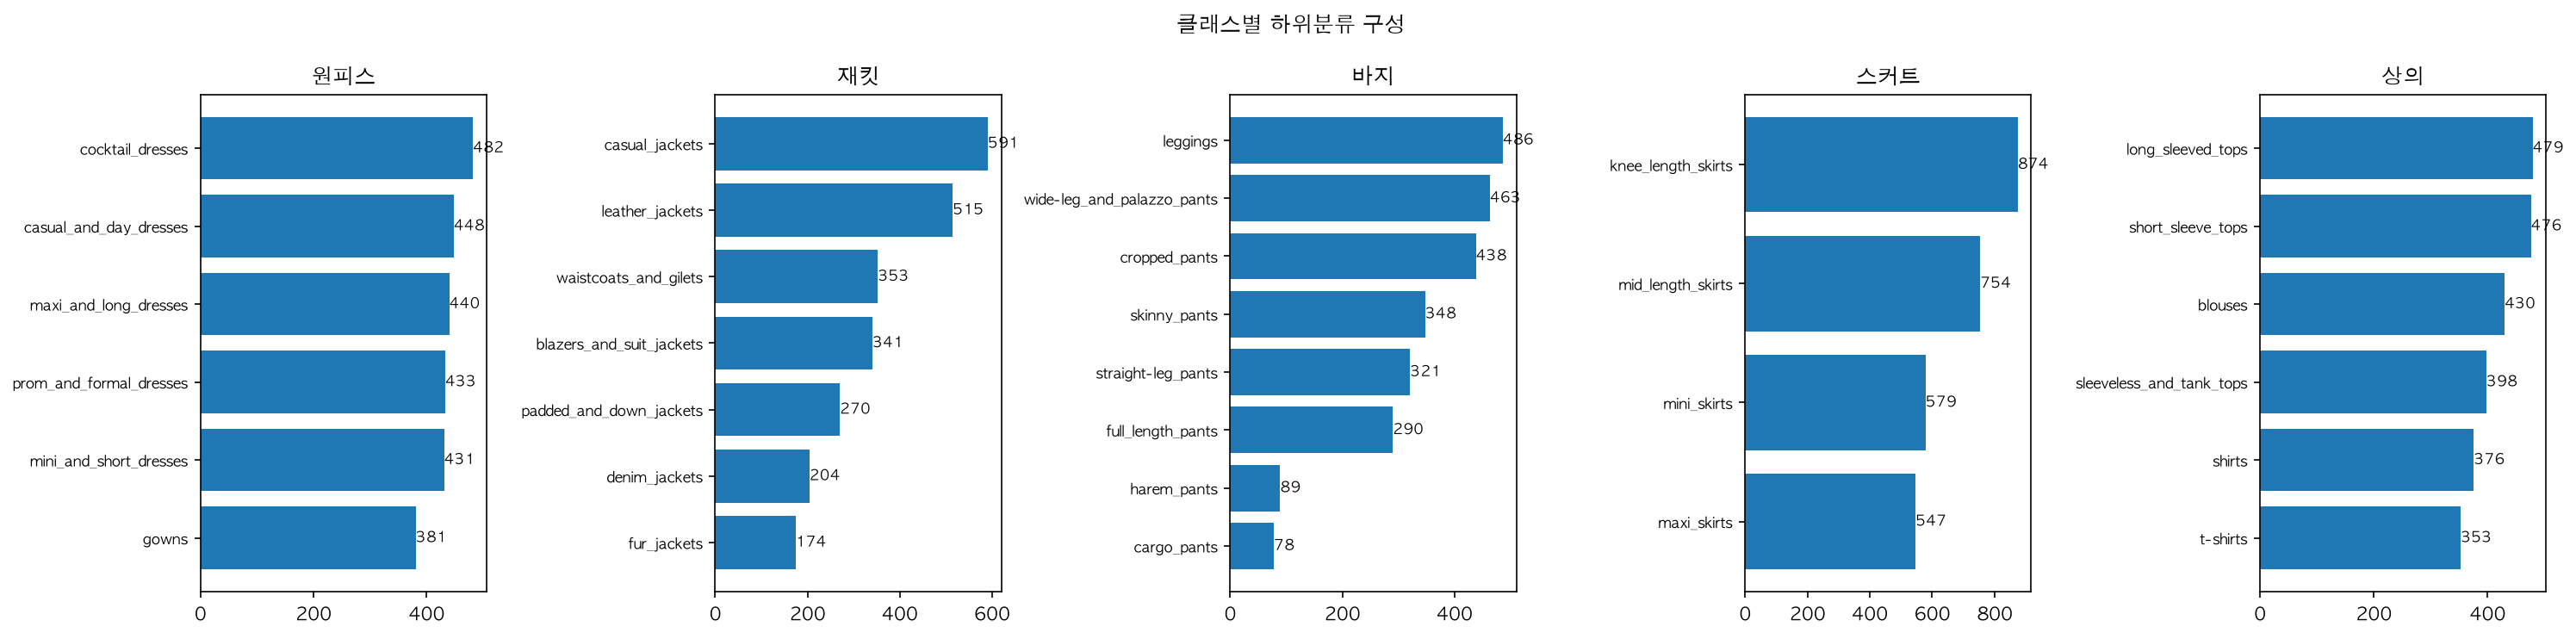 클래스별 하위분류 구성
원피스
cocktail_dresses
482
casual_and_day_dresses
448
maxi_and_long_dresses
440
prom_and_formal_dresses
433
mini_and_short_dresses
431
gowns
381
0 200 400
재킷
casual_jackets
591
leather_jackets
515
waistcoats_and_gilets
353
blazers_and_suit_jackets
341
padded_and_down_jackets
270
denim_jackets
204
fur_jackets
174
0 200 400 600
바지
leggings
486
wide-leg_and_palazzo_pants
463
cropped_pants
438
skinny_pants
348
straight-leg_pants
321
full_length_pants
290
harem_pants
89
cargo_pants
78
0 200 400
스커트
knee_length_skirts
874
mid_length_skirts
754
mini_skirts
579
maxi_skirts
547
0 200 400 600 800
상의
long_sleeved_tops
479
short_sleeve_tops
476
blouses
430
sleeveless_and_tank_tops
398
shirts
376
t-shirts
353
0 200 400